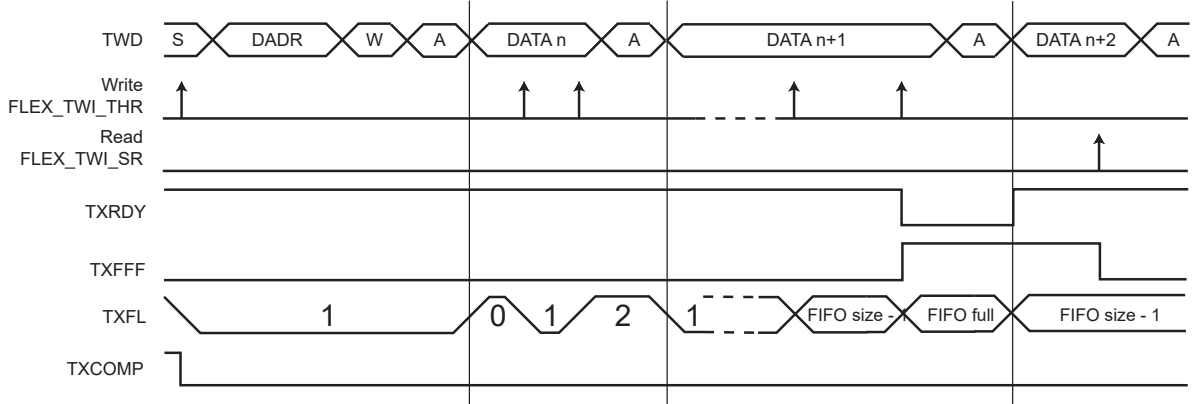 TWD S DADR W A DATA n A DATA n+1 A DATA n+2 A
Write
FLEX_TWI_THR
Read
FLEX_TWI_SR
TXRDY
TXFFF
TXFL 1 0 1 2 1 FIFO size - 1 FIFO full FIFO size - 1
TXCOMP